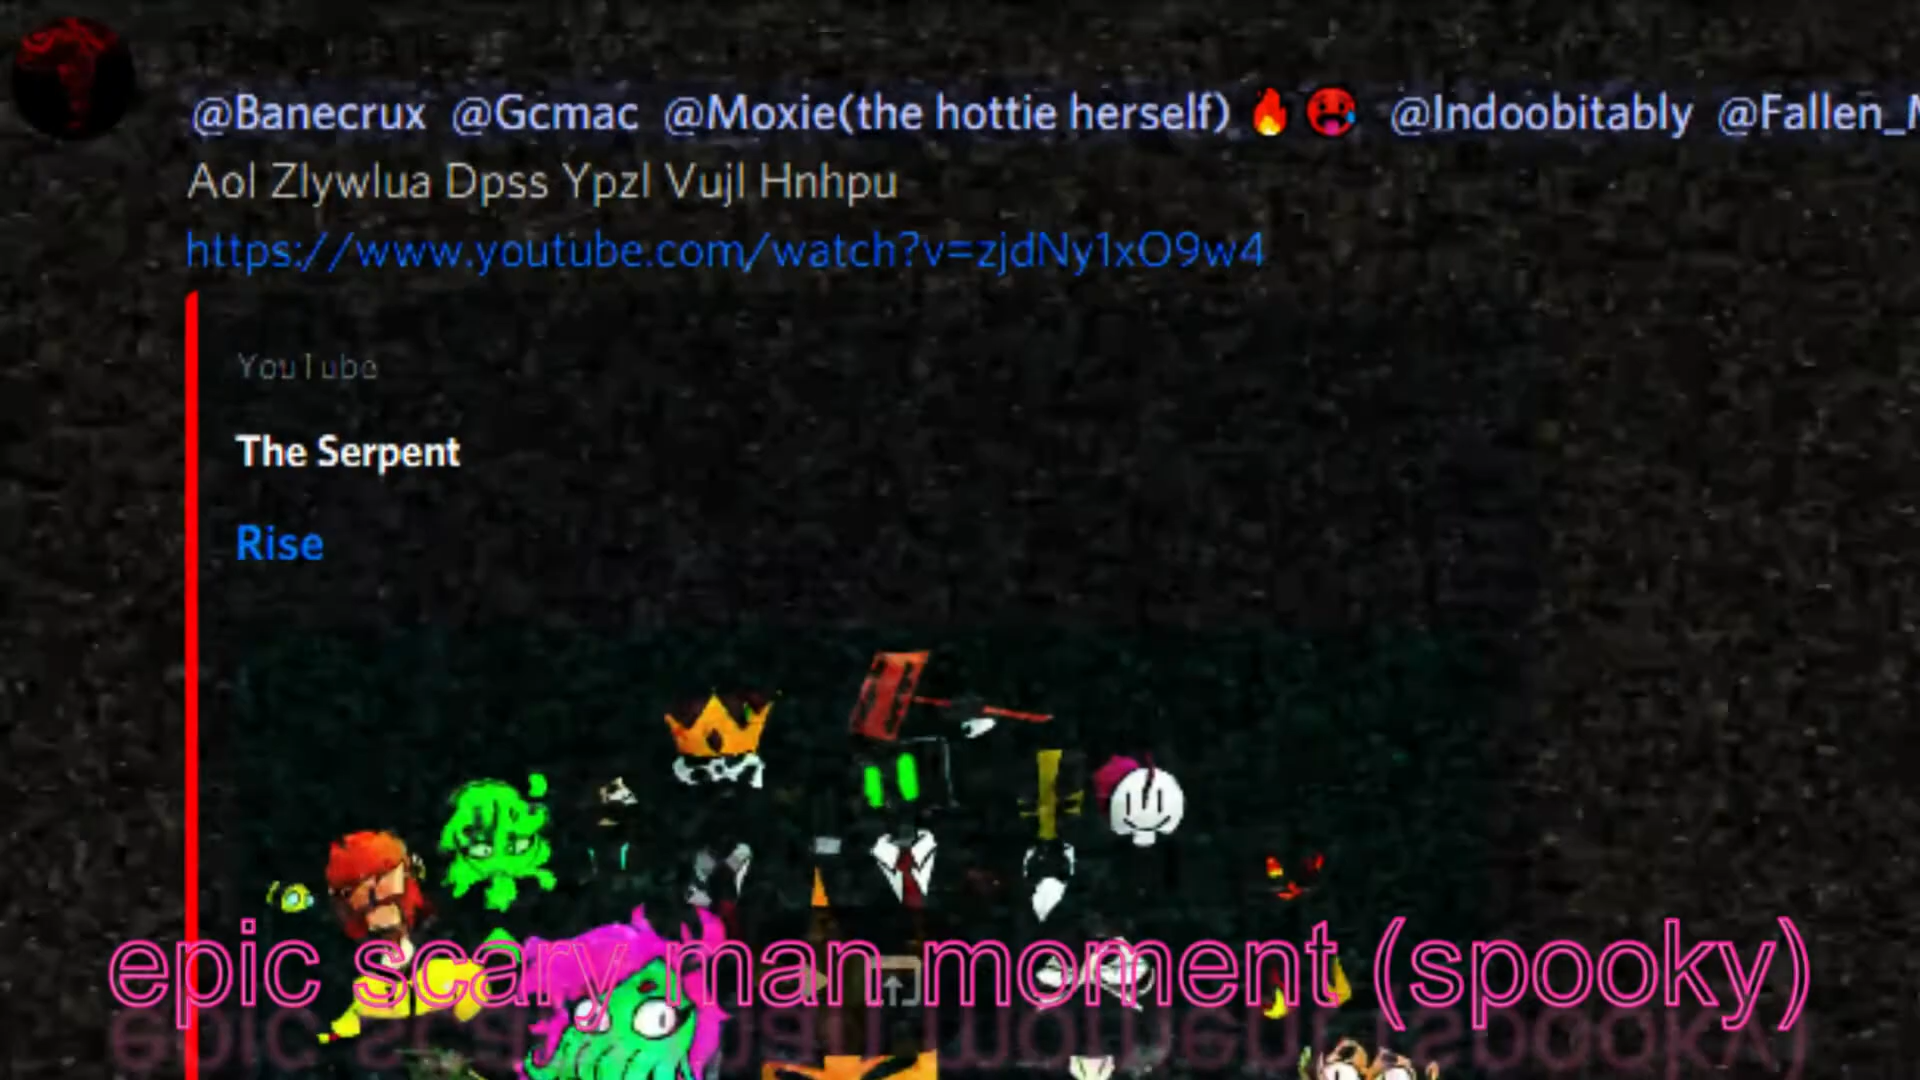 @Banecrux @Gcmac @Moxie(the hottie herself) 🔥🥵 @Indoobitably @Fallen_
Aol Zlywlua Dpss Ypzl Vujl Hnhpu
https://www.youtube.com/watch?v=zjdNy1xO9w4
YouTube
The Serpent
Rise
epic scary man moment (spooky)